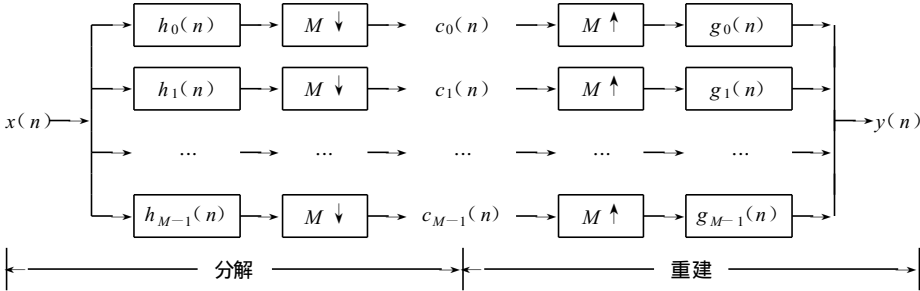 h₀(n) M↓ c₀(n) M↑ g₀(n)
h₁(n) M↓ c₁(n) M↑ g₁(n)
x(n) y(n)
... ... ... ... ...
h_{M−1}(n) M↓ c_{M−1}(n) M↑ g_{M−1}(n)
分解 重建